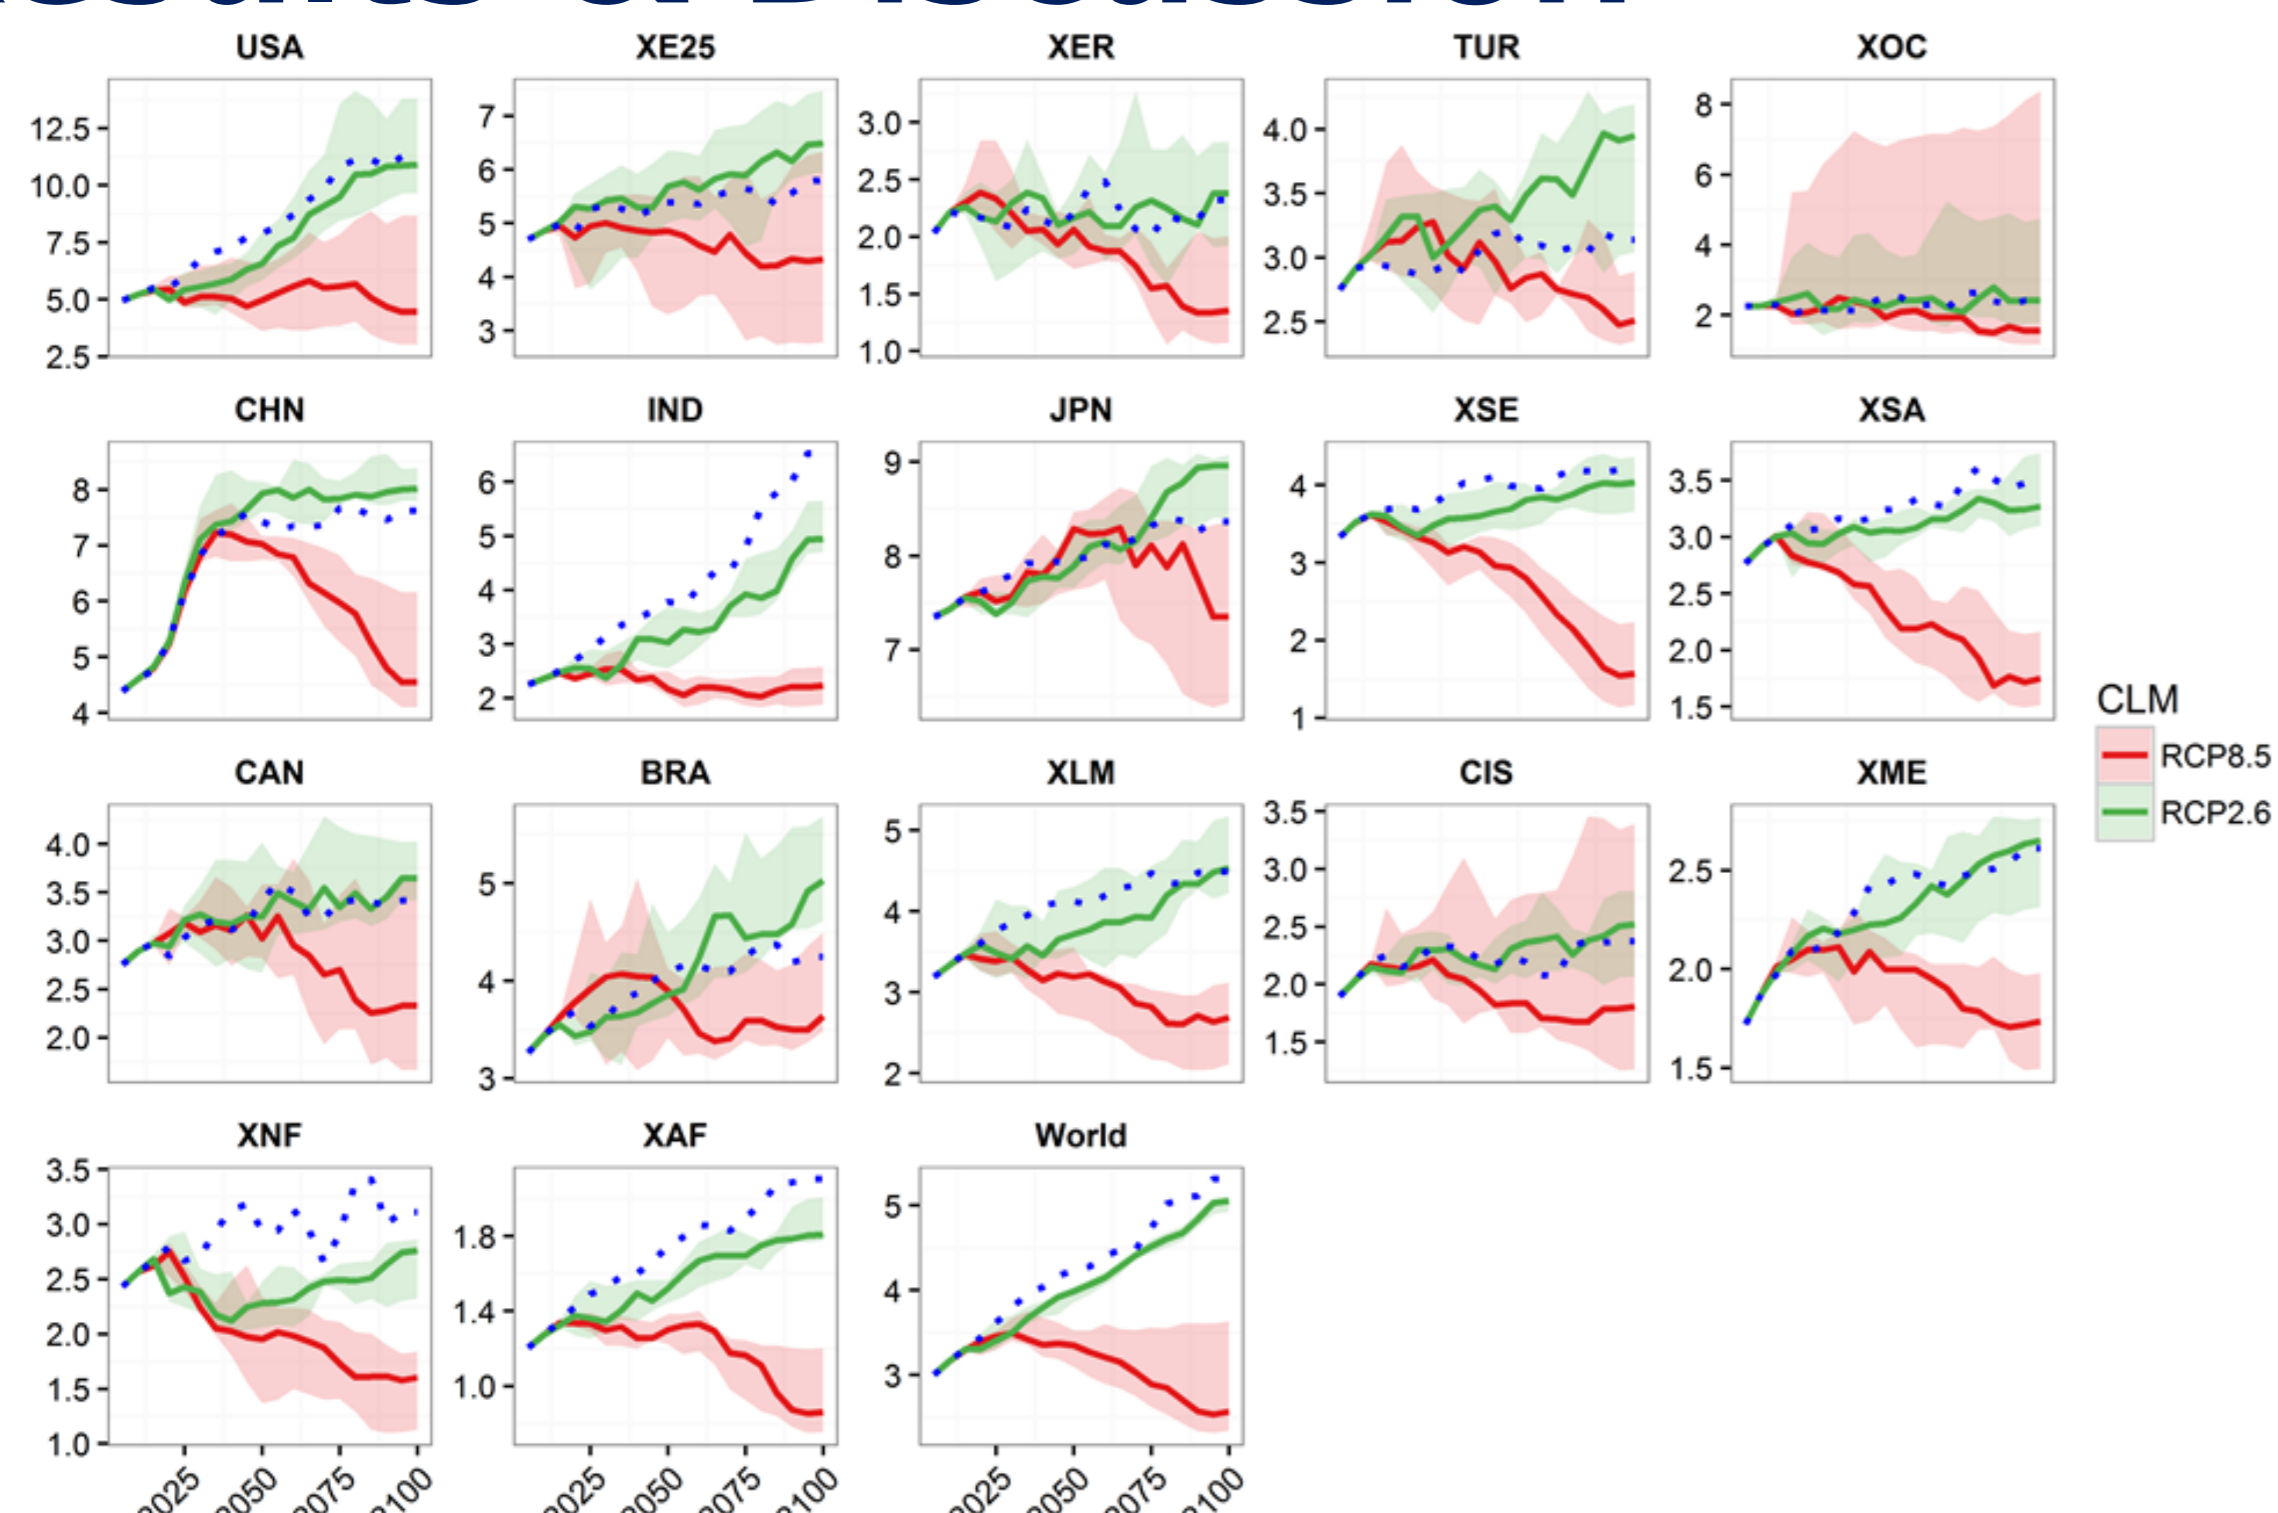 USA XE25 XER TUR XOC
12.5 10.0 7.5 5.0 2.5
7 6 5 4 3
3.0 2.5 2.0 1.5 1.0
4.0 3.5 3.0 2.5
8 6 4 2
CHN IND JPN XSE XSA
8 7 6 5 4
6 5 4 3 2
9 8 7
4 3 2 1
3.5 3.0 2.5 2.0 1.5
CLM
RCP8.5
RCP2.6
CAN BRA XLM CIS XME
4.0 3.5 3.0 2.5 2.0
5 4 3
5 4 3 2
3.5 3.0 2.5 2.0 1.5
2.5 2.0 1.5
XNF XAF World
3.5 3.0 2.5 2.0 1.5 1.0
1.8 1.4 1.0
5 4 3